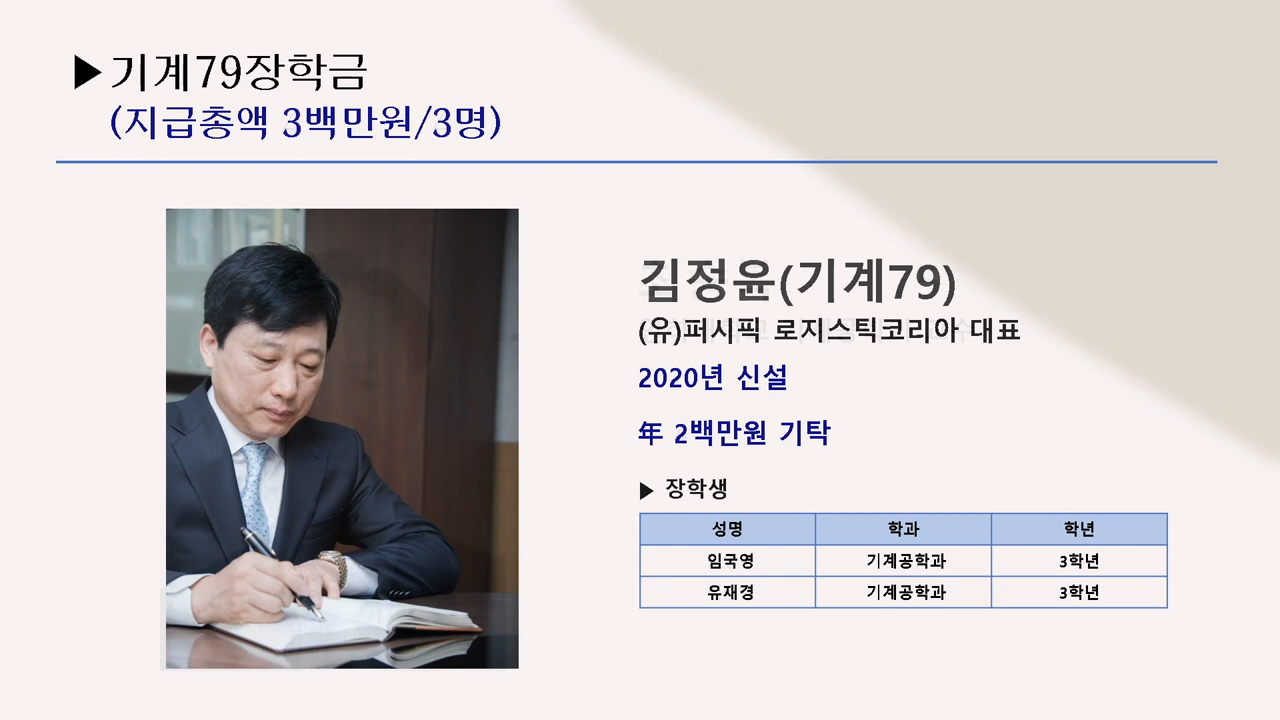 ▶기계79장학금
(지급총액 3백만원/3명)
김정윤(기계79)
(유)퍼시픽 로지스틱코리아 대표
2020년 신설
年 2백만원 기탁
▶ 장학생
성명 학과 학년
임국영 기계공학과 3학년
유재경 기계공학과 3학년